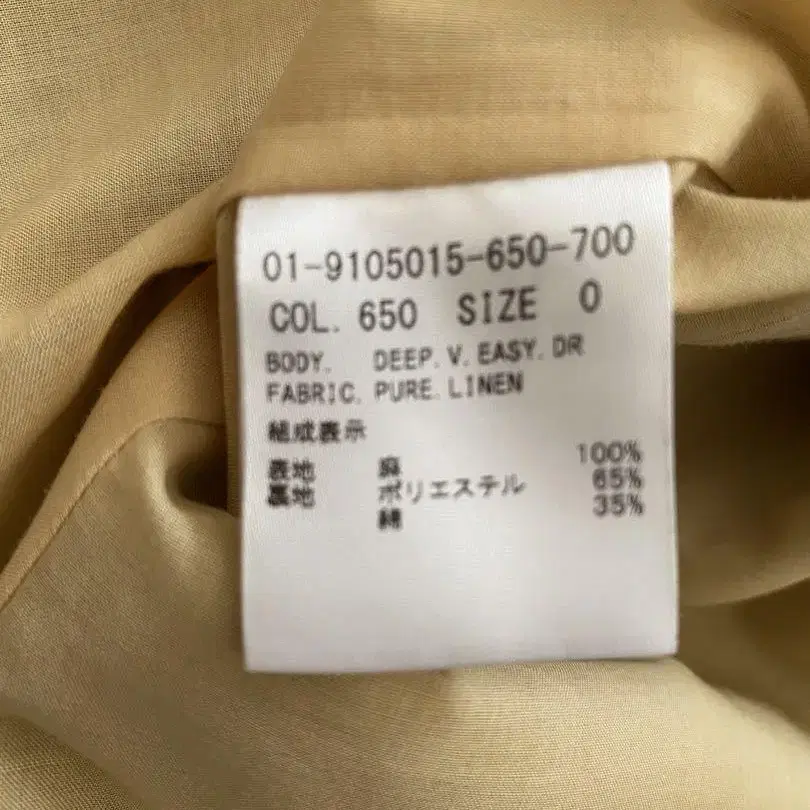 01-9105015-650-700
COL. 650 SIZE 0
BODY. DEEP.V.EASY.DR
FABRIC. PURE.LINEN
組成表示
表地 麻 100%
裏地 ポリエステル 65%
綿 35%